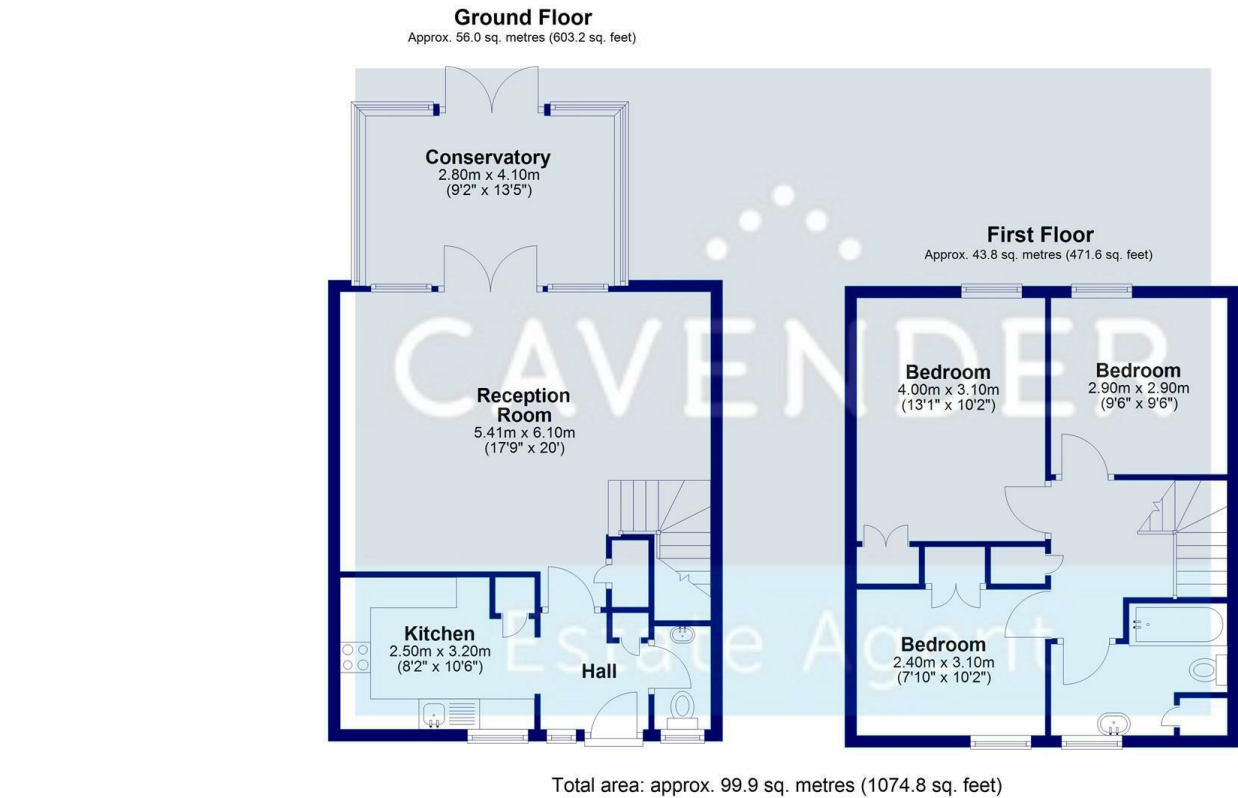 Ground Floor
Approx. 56.0 sq. metres (603.2 sq. feet)
Conservatory
2.80m x 4.10m
(9'2" x 13'5")
First Floor
Approx. 43.8 sq. metres (471.6 sq. feet)
CAVENDER
Estate Agent
Reception
Room
5.41m x 6.10m
(17'9" x 20')
Bedroom
4.00m x 3.10m
(13'1" x 10'2")
Bedroom
2.90m x 2.90m
(9'6" x 9'6")
Kitchen
2.50m x 3.20m
(8'2" x 10'6")
Hall
Bedroom
2.40m x 3.10m
(7'10" x 10'2")
Total area: approx. 99.9 sq. metres (1074.8 sq. feet)